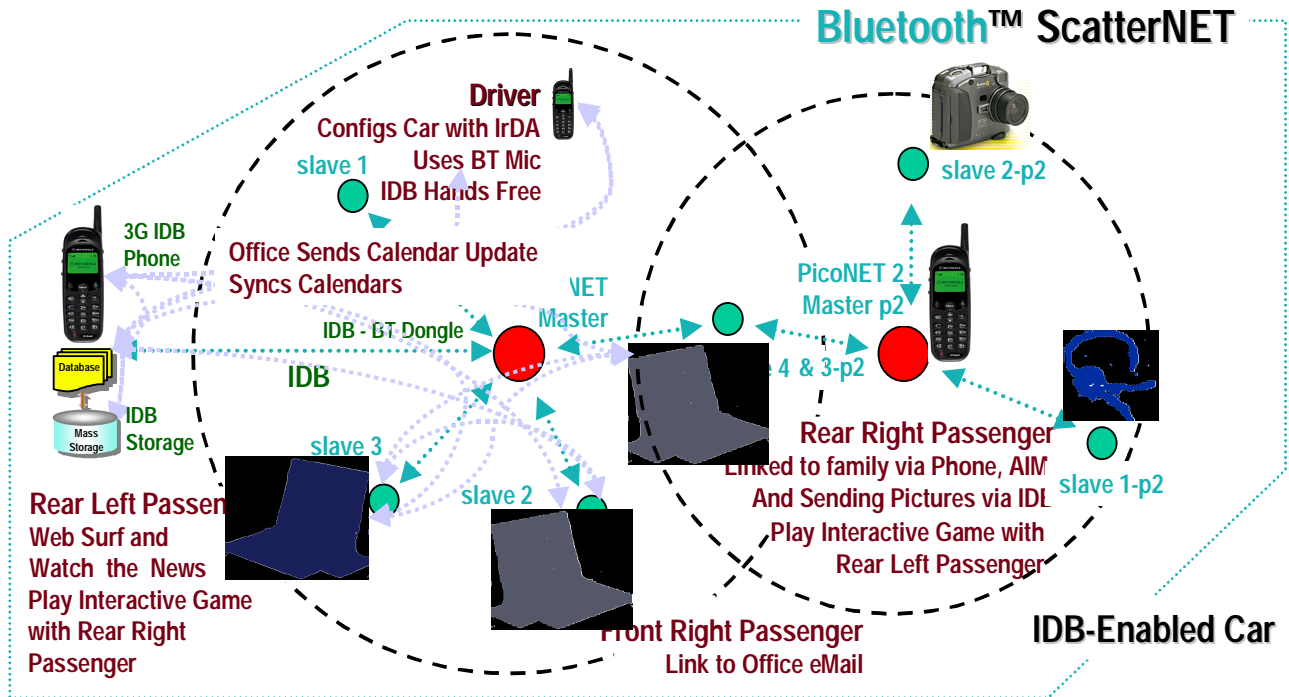 Bluetooth™ ScatterNET
Driver
Configs Car with IrDA
Uses BT Mic
IDB Hands Free
slave 1
slave 2-p2
3G IDB
Phone
Office Sends Calendar Update
Syncs Calendars
PicoNET 2
Master p2
NET
Master
IDB - BT Dongle
IDB
4 & 3-p2
Database
Mass
Storage
IDB
Storage
slave 3
slave 2
Rear Right Passenger
Linked to family via Phone, AIM
And Sending Pictures via
Play Interactive Game with
Rear Left Passenger
slave 1-p2
Rear Left
Web Surf and
Watch the News
Play Interactive Game
with Rear Right
Passenger
Front Right Passenger
Link to Office eMail
IDB-Enabled Car